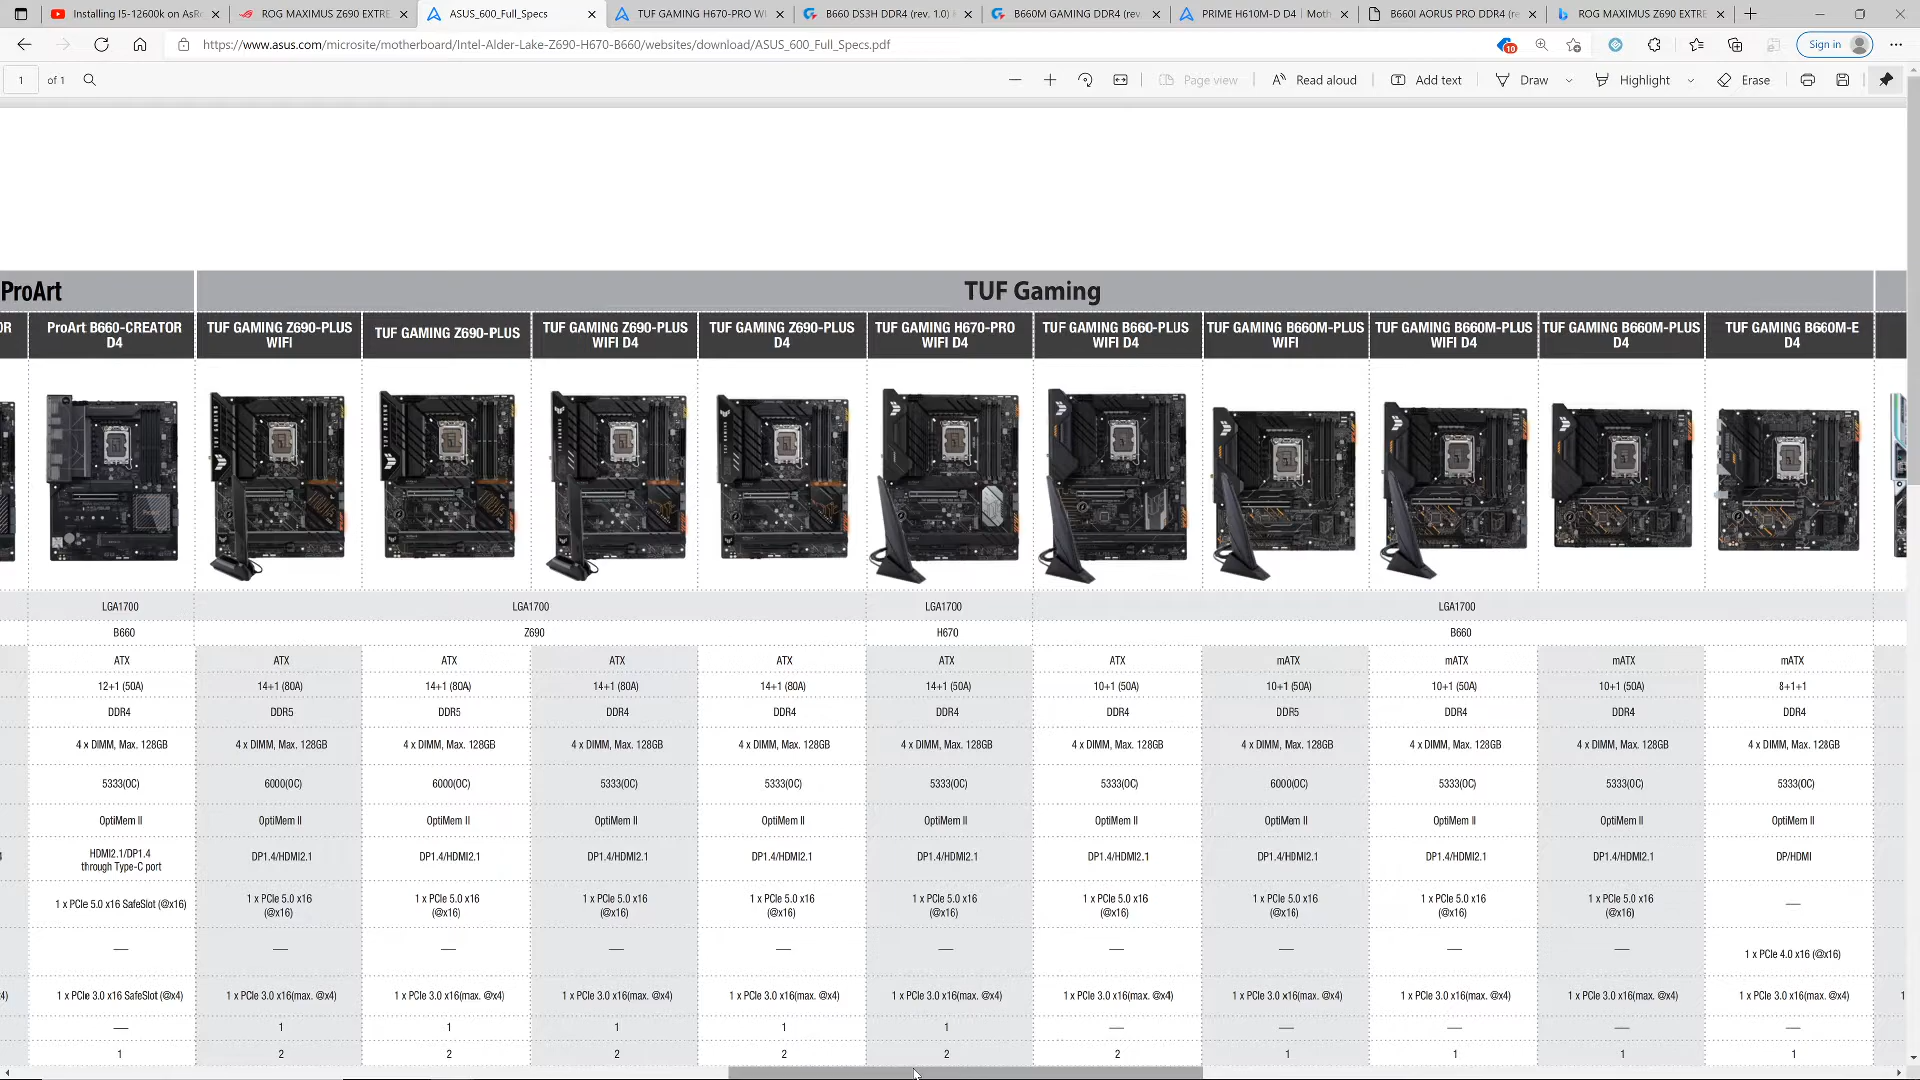 Installing I5-12600k on AsRo
ROG MAXIMUS Z690 EXTRE
ASUS_600_Full_Specs
TUF GAMING H670-PRO WI
B660 DS3H DDR4 (rev. 1.0)
B660M GAMING DDR4 (rev.
PRIME H610M-D D4 | Moth
B660I AORUS PRO DDR4 (re
ROG MAXIMUS Z690 EXTRE
https://www.asus.com/microsite/motherboard/Intel-Alder-Lake-Z690-H670-B660/websites/download/ASUS_600_Full_Specs.pdf
10
Sign in
1 of 1
Page view
Read aloud
Add text
Draw
Highlight
Erase
ProArt TUF Gaming
OR ProArt B660-CREATOR D4
TUF GAMING Z690-PLUS WIFI
TUF GAMING Z690-PLUS
TUF GAMING Z690-PLUS WIFI D4
TUF GAMING Z690-PLUS D4
TUF GAMING H670-PRO WIFI D4
TUF GAMING B660-PLUS WIFI D4
TUF GAMING B660M-PLUS WIFI
TUF GAMING B660M-PLUS WIFI D4
TUF GAMING B660M-PLUS D4
TUF GAMING B660M-E D4
LGA1700 LGA1700 LGA1700 LGA1700
B660 Z690 H670 B660
ATX ATX ATX ATX ATX ATX ATX mATX mATX mATX mATX
12+1 (50A) 14+1 (80A) 14+1 (80A) 14+1 (80A) 14+1 (80A) 14+1 (50A) 10+1 (50A) 10+1 (50A) 10+1 (50A) 10+1 (50A) 8+1+1
DDR4 DDR5 DDR5 DDR4 DDR4 DDR4 DDR4 DDR5 DDR4 DDR4 DDR4
4 x DIMM, Max. 128GB 4 x DIMM, Max. 128GB 4 x DIMM, Max. 128GB 4 x DIMM, Max. 128GB 4 x DIMM, Max. 128GB 4 x DIMM, Max. 128GB 4 x DIMM, Max. 128GB 4 x DIMM, Max. 128GB 4 x DIMM, Max. 128GB 4 x DIMM, Max. 128GB 4 x DIMM, Max. 128GB
5333(OC) 6000(OC) 6000(OC) 5333(OC) 5333(OC) 5333(OC) 5333(OC) 6000(OC) 5333(OC) 5333(OC) 5333(OC)
OptiMem II OptiMem II OptiMem II OptiMem II OptiMem II OptiMem II OptiMem II OptiMem II OptiMem II OptiMem II OptiMem II
4 HDMI2.1/DP1.4 through Type-C port DP1.4/HDMI2.1 DP1.4/HDMI2.1 DP1.4/HDMI2.1 DP1.4/HDMI2.1 DP1.4/HDMI2.1 DP1.4/HDMI2.1 DP1.4/HDMI2.1 DP1.4/HDMI2.1 DP1.4/HDMI2.1 DP/HDMI
1 x PCIe 5.0 x16 SafeSlot (@x16) 1 x PCIe 5.0 x16 (@x16) 1 x PCIe 5.0 x16 (@x16) 1 x PCIe 5.0 x16 (@x16) 1 x PCIe 5.0 x16 (@x16) 1 x PCIe 5.0 x16 (@x16) 1 x PCIe 5.0 x16 (@x16) 1 x PCIe 5.0 x16 (@x16) 1 x PCIe 5.0 x16 (@x16) 1 x PCIe 5.0 x16 (@x16) —
— — — — — — — — — — 1 x PCIe 4.0 x16 (@x16)
4) 1 x PCIe 3.0 x16 SafeSlot (@x4) 1 x PCIe 3.0 x16(max. @x4) 1 x PCIe 3.0 x16(max. @x4) 1 x PCIe 3.0 x16(max. @x4) 1 x PCIe 3.0 x16(max. @x4) 1 x PCIe 3.0 x16(max. @x4) 1 x PCIe 3.0 x16(max. @x4) 1 x PCIe 3.0 x16(max. @x4) 1 x PCIe 3.0 x16(max. @x4) 1 x PCIe 3.0 x16(max. @x4) 1 x PCIe 3.0 x16(max. @x4) 1
— 1 1 1 1 1 — — — — —
1 2 2 2 2 2 2 1 1 1 1